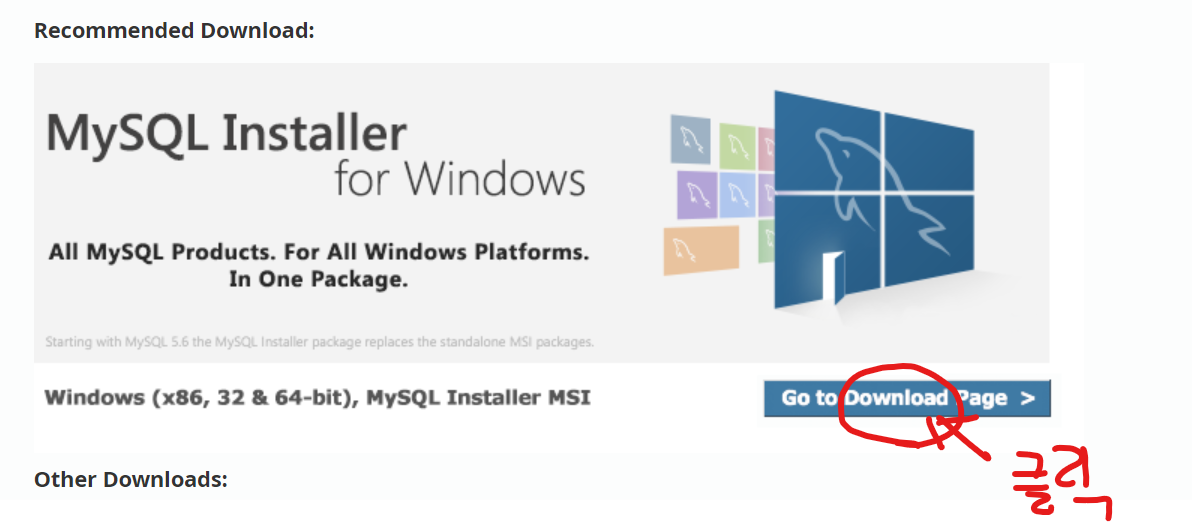 Recommended Download:
MySQL Installer
for Windows
All MySQL Products. For All Windows Platforms.
In One Package.
Starting with MySQL 5.6 the MySQL Installer package replaces the standalone MSI packages.
Windows (x86, 32 & 64-bit), MySQL Installer MSI
Go to Download Page >
클릭
Other Downloads: